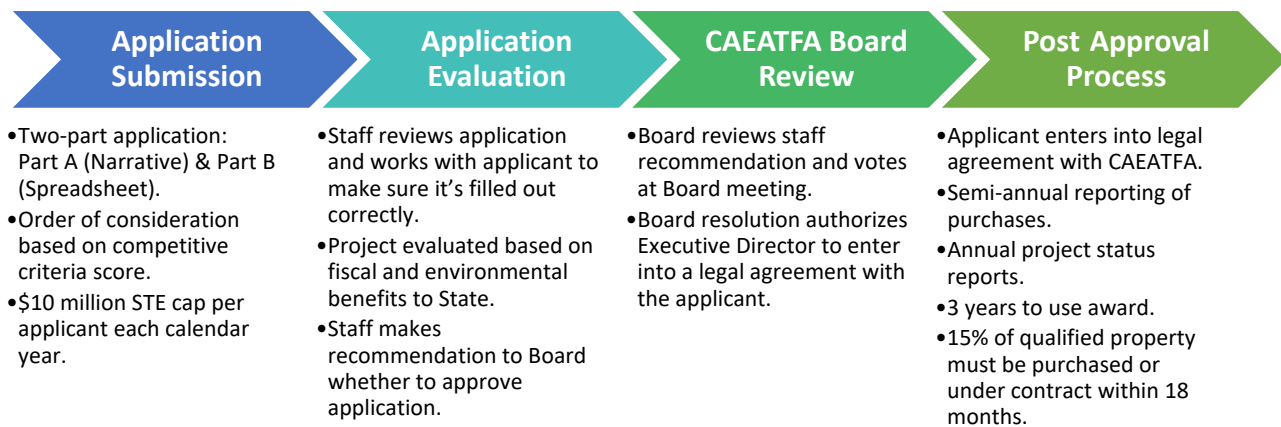 Application
Submission
•Two-part application:
Part A (Narrative) & Part B
(Spreadsheet).
•Order of consideration
based on competitive
criteria score.
•$10 million STE cap per
applicant each calendar
year.
Application
Evaluation
•Staff reviews application
and works with applicant to
make sure it’s filled out
correctly.
•Project evaluated based on
fiscal and environmental
benefits to State.
•Staff makes
recommendation to Board
whether to approve
application.
CAEATFA Board
Review
•Board reviews staff
recommendation and votes
at Board meeting.
•Board resolution authorizes
Executive Director to enter
into a legal agreement with
the applicant.
Post Approval
Process
•Applicant enters into legal
agreement with CAEATFA.
•Semi-annual reporting of
purchases.
•Annual project status
reports.
•3 years to use award.
•15% of qualified property
must be purchased or
under contract within 18
months.